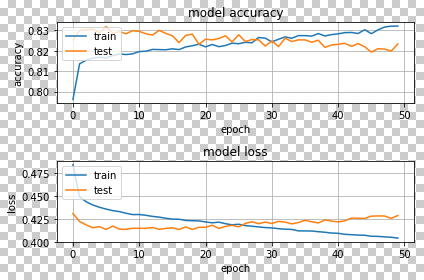 model accuracy
0.83
0.82
0.81
0.80
accuracy
train
test
0 10 20 30 40 50
epoch
model loss
0.475
0.450
0.425
0.400
loss
train
test
0 10 20 30 40 50
epoch